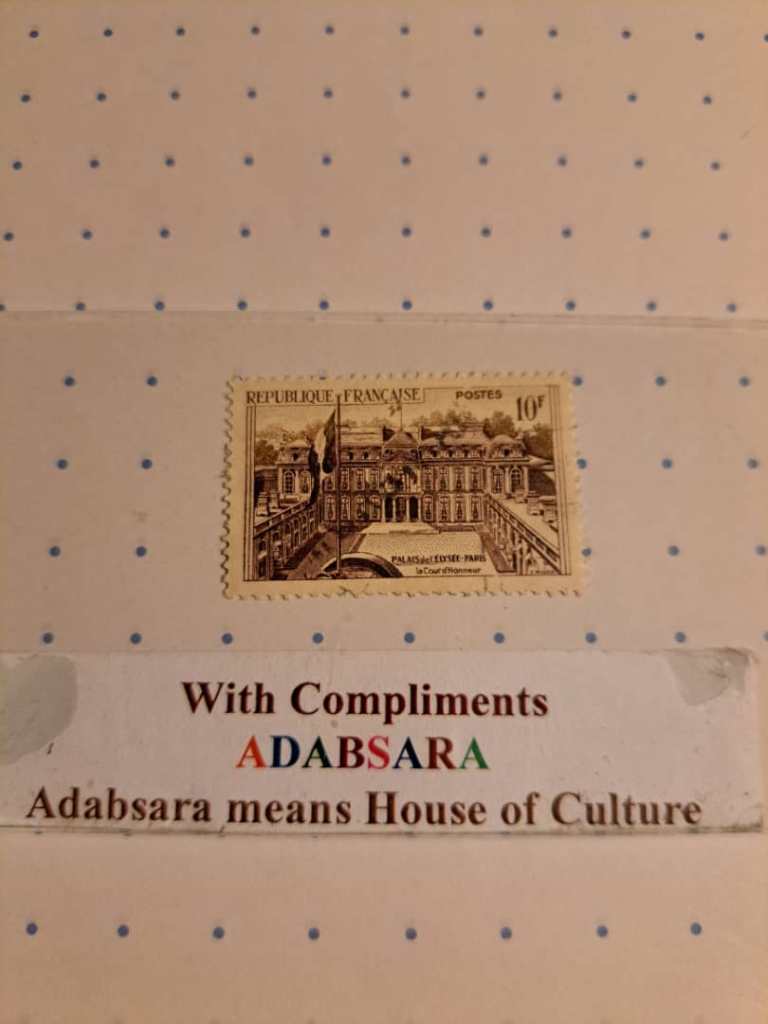 REPUBLIQUE FRANÇAISE POSTES 10F
PALAIS de l'ÉLYSÉE-PARIS
la Cour d'Honneur
With Compliments
ADABSARA
Adabsara means House of Culture